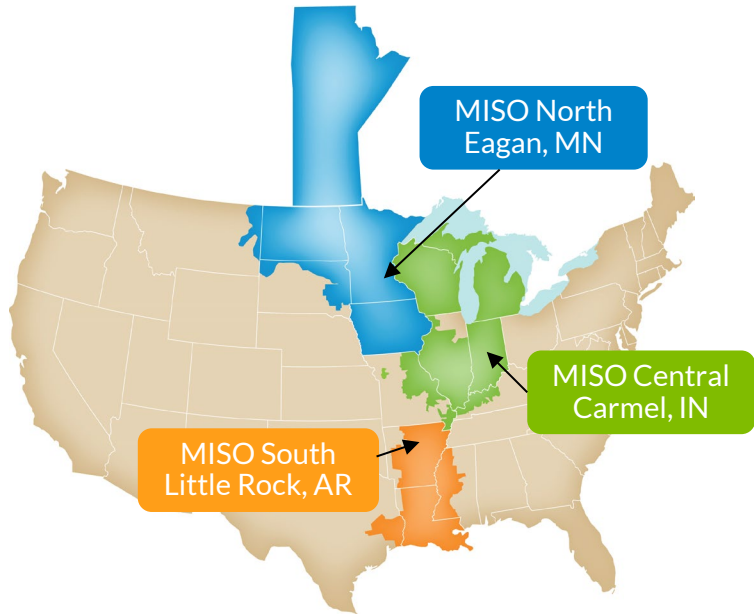 MISO North
Eagan, MN
MISO Central
Carmel, IN
MISO South
Little Rock, AR